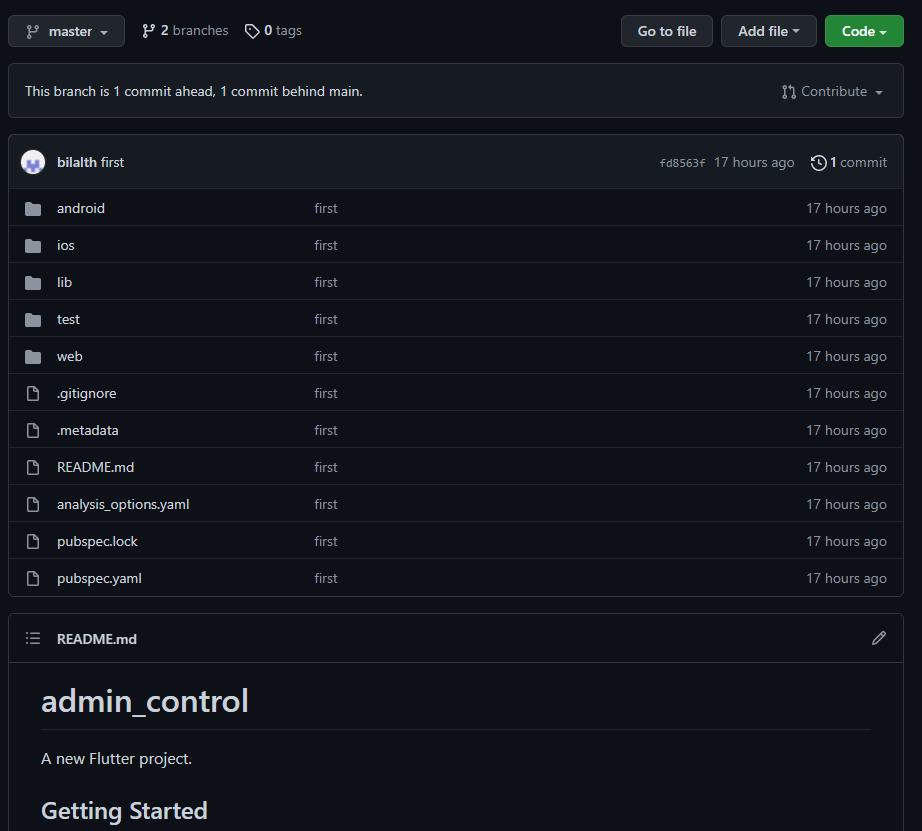 master 2 branches 0 tags Go to file Add file Code
This branch is 1 commit ahead, 1 commit behind main. Contribute
bilalth first fd8563f 17 hours ago 1 commit
android first 17 hours ago
ios first 17 hours ago
lib first 17 hours ago
test first 17 hours ago
web first 17 hours ago
.gitignore first 17 hours ago
.metadata first 17 hours ago
README.md first 17 hours ago
analysis_options.yaml first 17 hours ago
pubspec.lock first 17 hours ago
pubspec.yaml first 17 hours ago
README.md
admin_control
A new Flutter project.
Getting Started